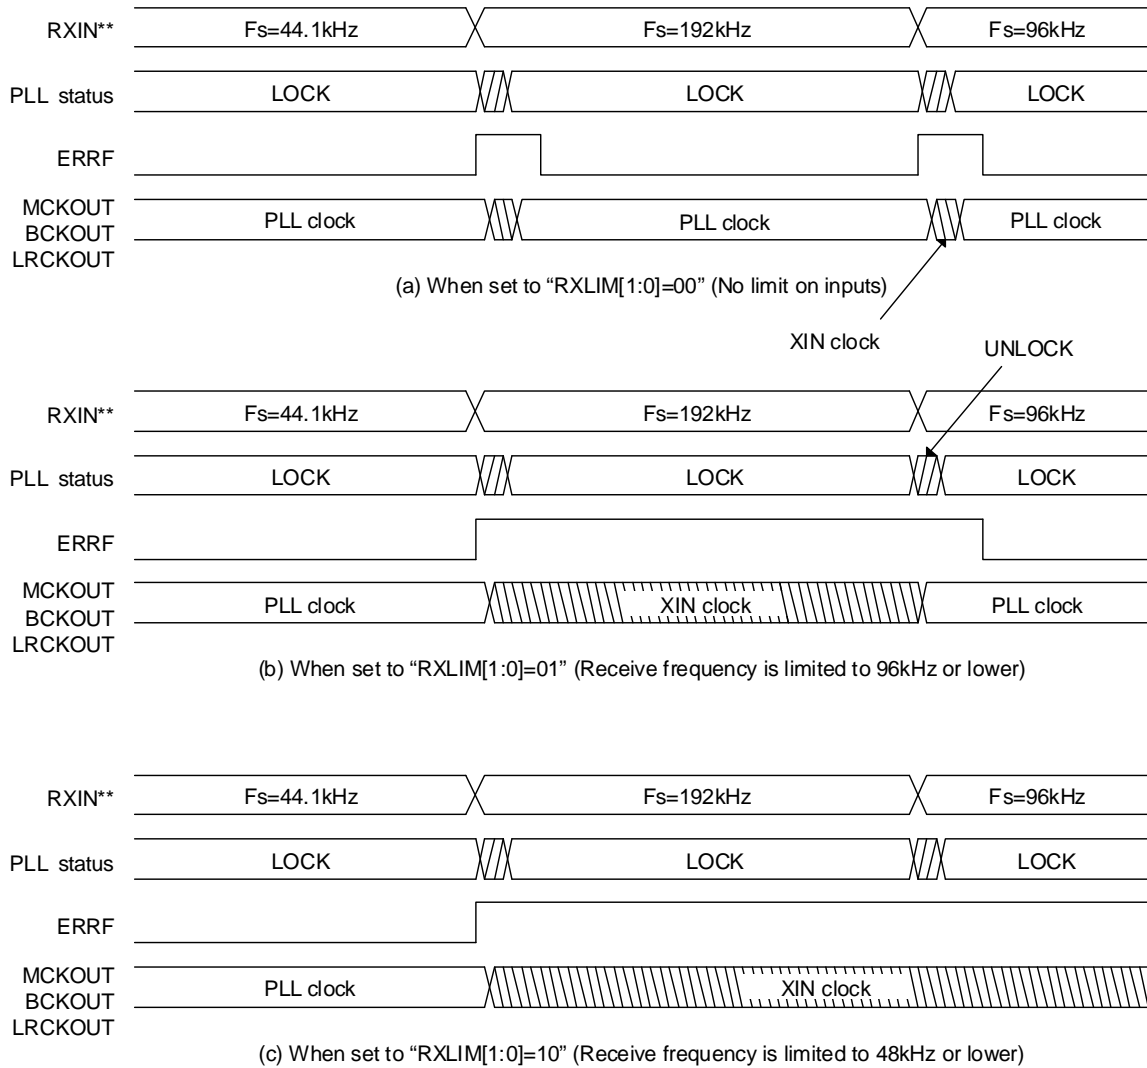 RXIN** Fs=44.1kHz Fs=192kHz Fs=96kHz
PLL status LOCK LOCK LOCK
ERRF
MCKOUT
BCKOUT PLL clock PLL clock PLL clock
LRCKOUT
(a) When set to “RXLIM[1:0]=00” (No limit on inputs)
XIN clock UNLOCK
RXIN** Fs=44.1kHz Fs=192kHz Fs=96kHz
PLL status LOCK LOCK LOCK
ERRF
MCKOUT
BCKOUT PLL clock XIN clock PLL clock
LRCKOUT
(b) When set to “RXLIM[1:0]=01” (Receive frequency is limited to 96kHz or lower)
RXIN** Fs=44.1kHz Fs=192kHz Fs=96kHz
PLL status LOCK LOCK LOCK
ERRF
MCKOUT
BCKOUT PLL clock XIN clock
LRCKOUT
(c) When set to “RXLIM[1:0]=10” (Receive frequency is limited to 48kHz or lower)